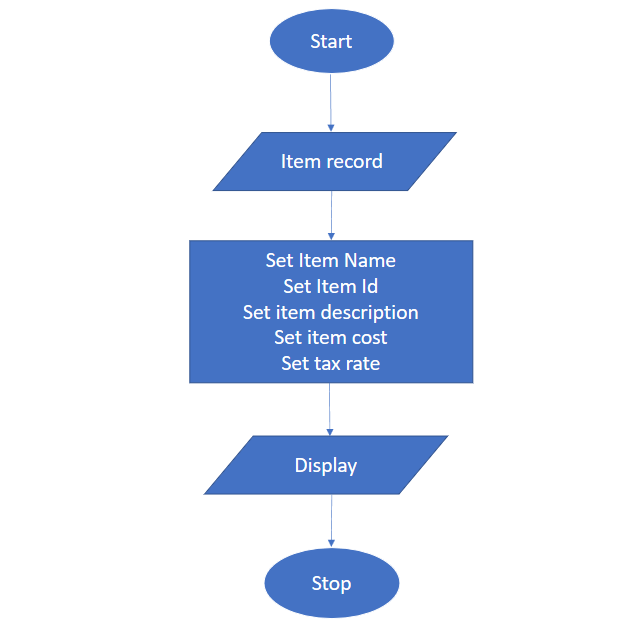 Start
Item record
Set Item Name
Set Item Id
Set item description
Set item cost
Set tax rate
Display
Stop